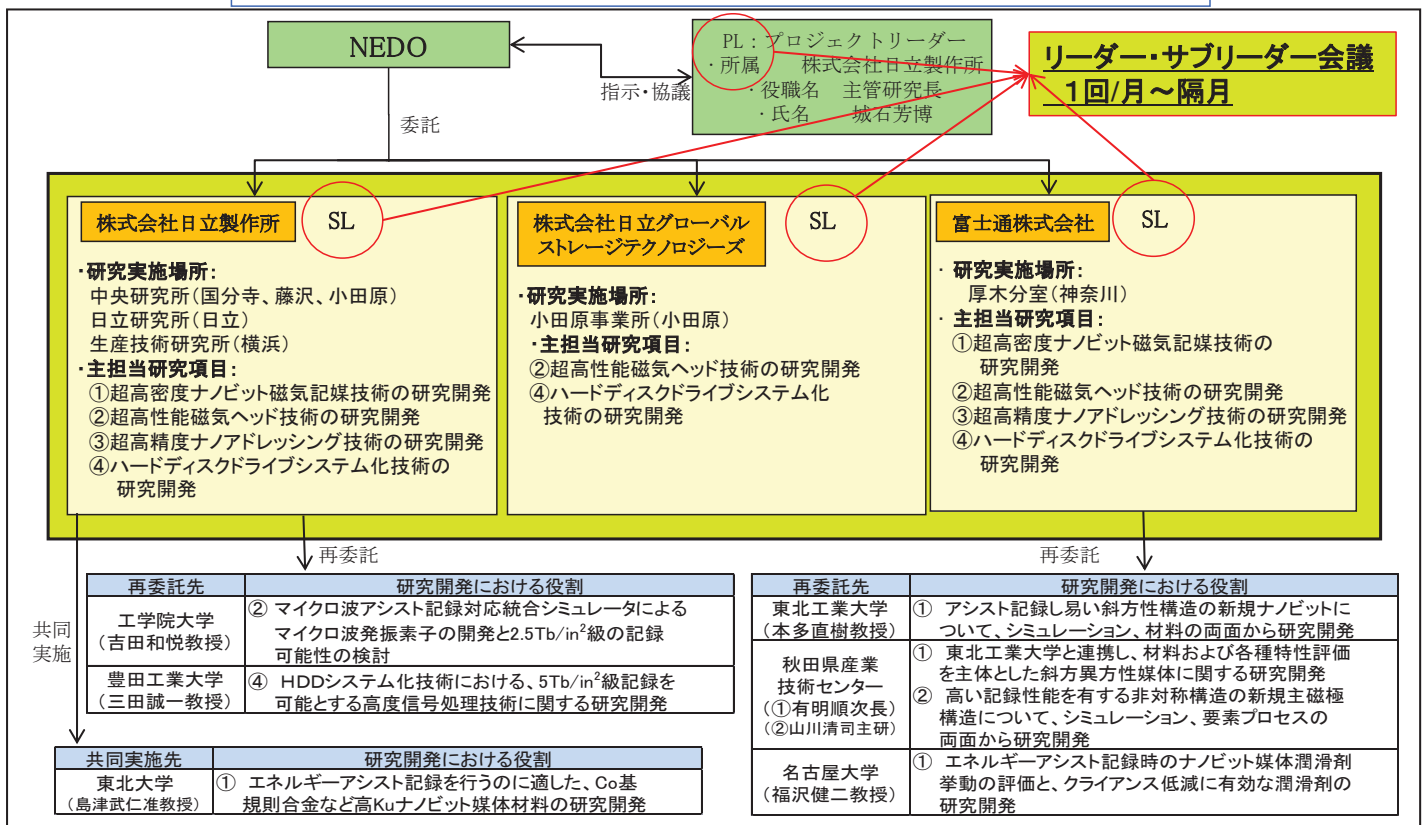 NEDO
PL：プロジェクトリーダー
・所属　　株式会社日立製作所
・役職名　主管研究長
・氏名　　城石芳博
リーダー・サブリーダー会議
1回/月～隔月
指示・協議
委託
株式会社日立製作所
SL
・研究実施場所：
中央研究所（国分寺、藤沢、小田原）
日立研究所（日立）
生産技術研究所（横浜）
・主担当研究項目：
①超高密度ナノビット磁気記媒技術の研究開発
②超高性能磁気ヘッド技術の研究開発
③超高精度ナノアドレッシング技術の研究開発
④ハードディスクドライブシステム化技術の
研究開発
株式会社日立グローバル
ストレージテクノロジーズ
SL
・研究実施場所：
小田原事業所（小田原）
・主担当研究項目：
②超高性能磁気ヘッド技術の研究開発
④ハードディスクドライブシステム化
技術の研究開発
富士通株式会社
SL
・研究実施場所：
厚木分室（神奈川）
・主担当研究項目：
①超高密度ナノビット磁気記媒技術の
研究開発
②超高性能磁気ヘッド技術の研究開発
③超高精度ナノアドレッシング技術の研究開発
④ハードディスクドライブシステム化技術の
研究開発
共同
実施
再委託
再委託先　研究開発における役割
工学院大学
（吉田和悦教授）
② マイクロ波アシスト記録対応統合シミュレータによる
マイクロ波発振素子の開発と2.5Tb/in²級の記録
可能性の検討
豊田工業大学
（三田誠一教授）
④ HDDシステム化技術における、5Tb/in²級記録を
可能とする高度信号処理技術に関する研究開発
共同実施先　研究開発における役割
東北大学
（島津武仁准教授）
① エネルギーアシスト記録を行うのに適した、Co基
規則合金など高Kuナノビット媒体材料の研究開発
再委託
再委託先　研究開発における役割
東北工業大学
（本多直樹教授）
① アシスト記録し易い斜方性構造の新規ナノビットに
ついて、シミュレーション、材料の両面から研究開発
秋田県産業
技術センター
（①有明順次長）
（②山川清司主研）
① 東北工業大学と連携し、材料および各種特性評価
を主体とした斜方異方性媒体に関する研究開発
② 高い記録性能を有する非対称構造の新規主磁極
構造について、シミュレーション、要素プロセスの
両面から研究開発
名古屋大学
（福沢健二教授）
① エネルギーアシスト記録時のナノビット媒体潤滑剤
挙動の評価と、クライアンス低減に有効な潤滑剤の
研究開発